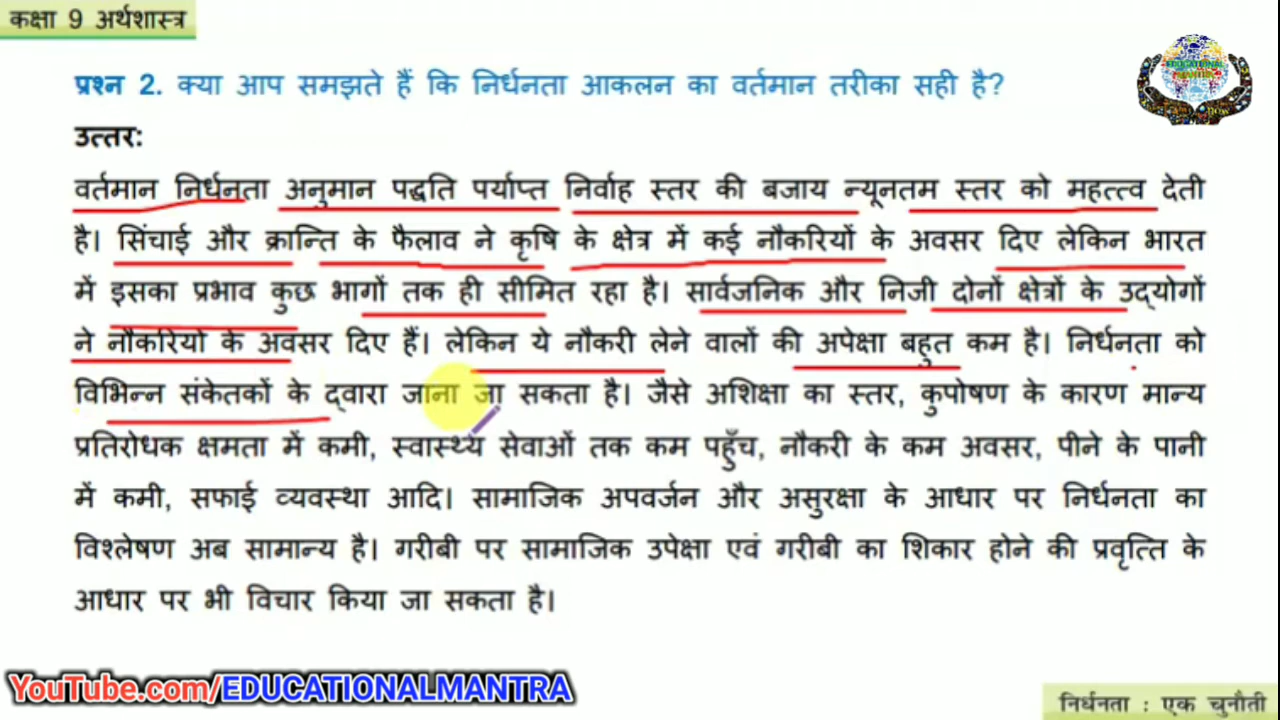 कक्षा 9 अर्थशास्त्र
प्रश्न 2. क्या आप समझते हैं कि निर्धनता आकलन का वर्तमान तरीका सही है?
उत्तर:
वर्तमान निर्धनता अनुमान पद्धति पर्याप्त निर्वाह स्तर की बजाय न्यूनतम स्तर को महत्त्व देती
है। सिंचाई और क्रान्ति के फैलाव ने कृषि के क्षेत्र में कई नौकरियों के अवसर दिए लेकिन भारत
में इसका प्रभाव कुछ भागों तक ही सीमित रहा है। सार्वजनिक और निजी दोनों क्षेत्रों के उद्योगों
ने नौकरियों के अवसर दिए हैं। लेकिन ये नौकरी लेने वालों की अपेक्षा बहुत कम है। निर्धनता को
विभिन्न संकेतकों के द्वारा जाना जा सकता है। जैसे अशिक्षा का स्तर, कुपोषण के कारण मान्य
प्रतिरोधक क्षमता में कमी, स्वास्थ्य सेवाओं तक कम पहुँच, नौकरी के कम अवसर, पीने के पानी
में कमी, सफाई व्यवस्था आदि। सामाजिक अपवर्जन और असुरक्षा के आधार पर निर्धनता का
विश्लेषण अब सामान्य है। गरीबी पर सामाजिक उपेक्षा एवं गरीबी का शिकार होने की प्रवृत्ति के
आधार पर भी विचार किया जा सकता है।
YouTube.com/EDUCATIONALMANTRA
निर्धनता : एक चुनौती